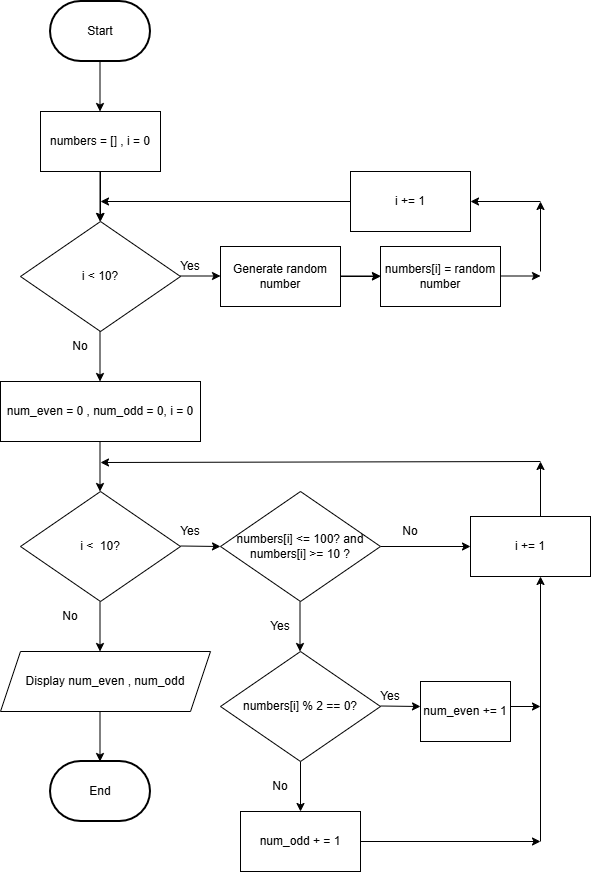 Start
numbers = [] , i = 0
i += 1
i < 10?
Yes
Generate random
number
numbers[i] = random
number
No
num_even = 0 , num_odd = 0, i = 0
i <  10?
Yes
numbers[i] <= 100? and
numbers[i] >= 10 ?
No
i += 1
No
Yes
Display num_even , num_odd
numbers[i] % 2 == 0?
Yes
num_even += 1
No
End
num_odd + = 1